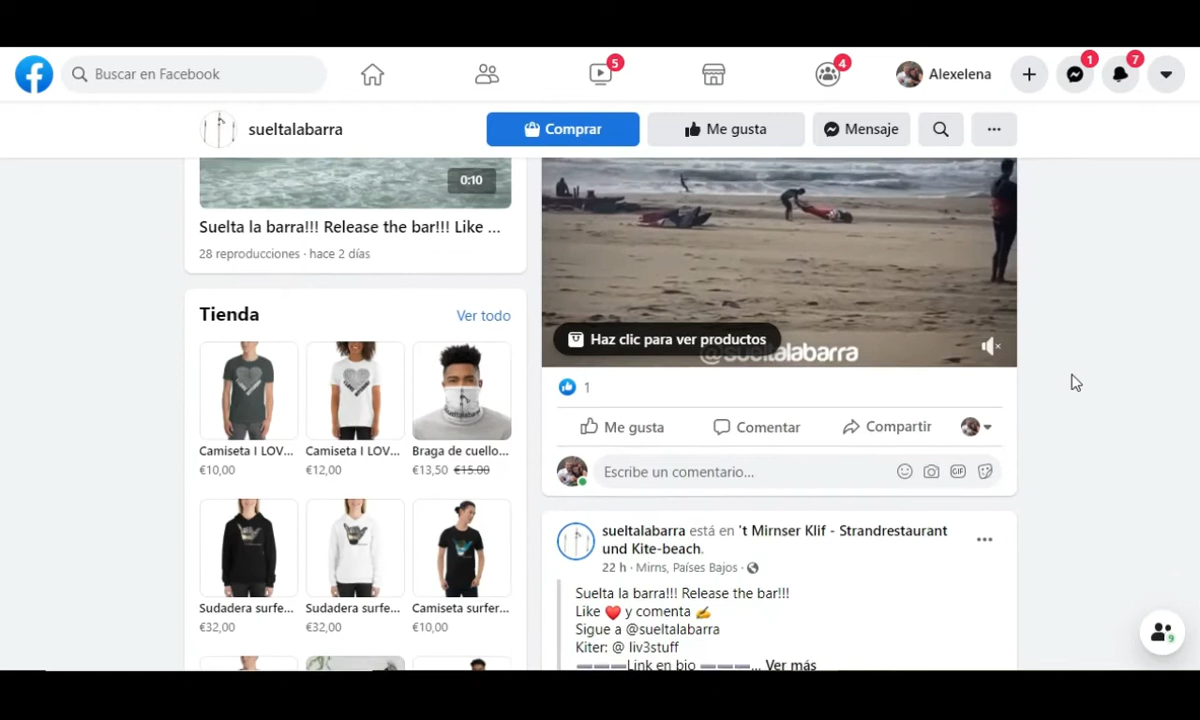 Buscar en Facebook
5
4
Alexelena
1
7
sueltalabarra
Comprar
Me gusta
Mensaje
0:10
Suelta la barra!!! Release the bar!!! Like ...
28 reproducciones · hace 2 días
Tienda
Ver todo
Camiseta I LOV...
€10,00
Camiseta I LOV...
€12,00
Braga de cuello...
€13,50 €15.00
Sudadera surfe...
€32,00
Sudadera surfe...
€32,00
Camiseta surfer...
€10,00
Haz clic para ver productos
@sueltalabarra
1
Me gusta
Comentar
Compartir
Escribe un comentario...
GIF
sueltalabarra está en 't Mirnser Klif - Strandrestaurant
und Kite-beach.
22 h · Mirns, Países Bajos ·
Suelta la barra!!! Release the bar!!!
Like ❤️ y comenta ✍️
Sigue a @sueltalabarra
Kiter: @ liv3stuff
➖➖➖Link en bio ➖➖➖... Ver más
9